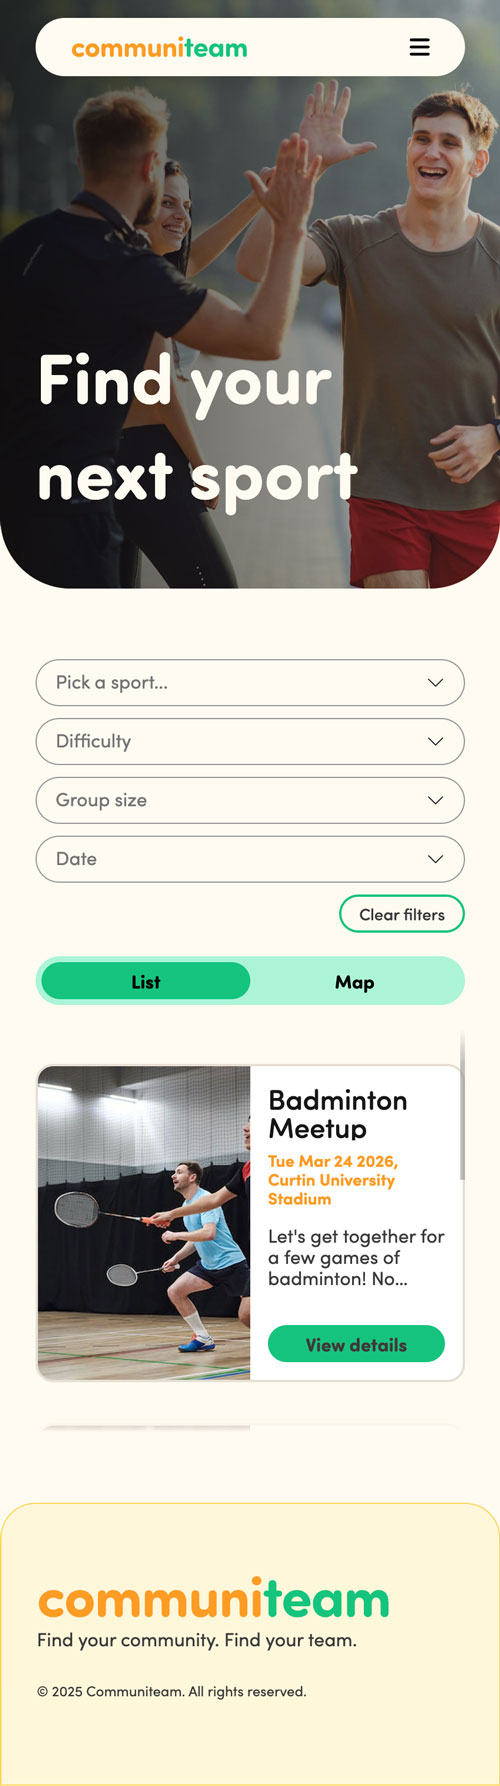 communiteam
Find your
next sport
Pick a sport...
Difficulty
Group size
Date
Clear filters
List
Map
Badminton
Meetup
Tue Mar 24 2026,
Curtin University
Stadium
Let's get together for
a few games of
badminton! No...
View details
communiteam
Find your community. Find your team.
© 2025 Communiteam. All rights reserved.